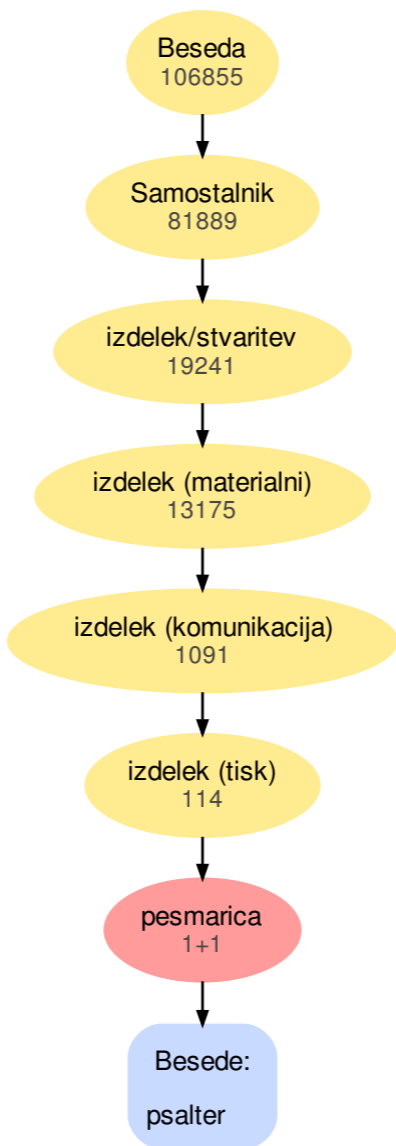 Beseda
106855
Samostalnik
81889
izdelek/stvaritev
19241
izdelek (materialni)
13175
izdelek (komunikacija)
1091
izdelek (tisk)
114
pesmarica
1+1
Besede:
psalter